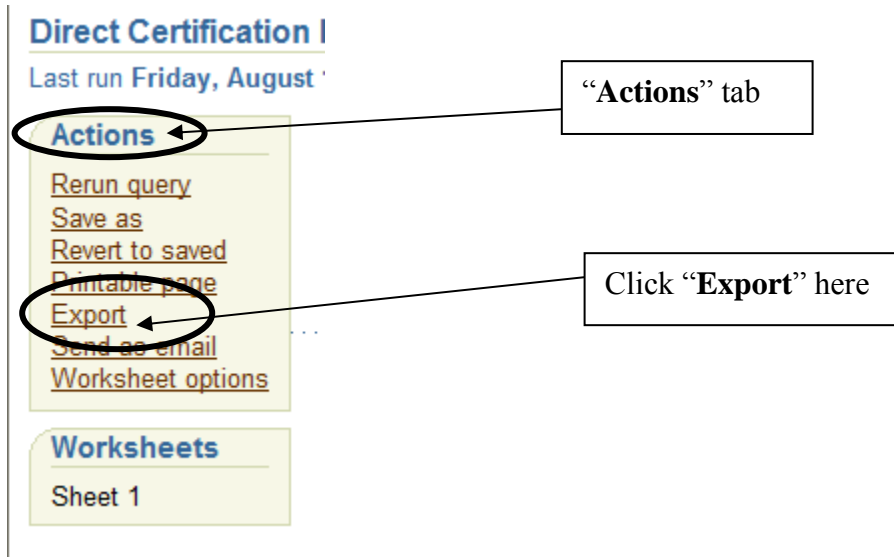 Direct Certification
Last run Friday, August
"Actions" tab
Actions
Rerun query
Save as
Revert to saved
Printable page
Click "Export" here
Export
...
Send as email
Worksheet options
Worksheets
Sheet 1